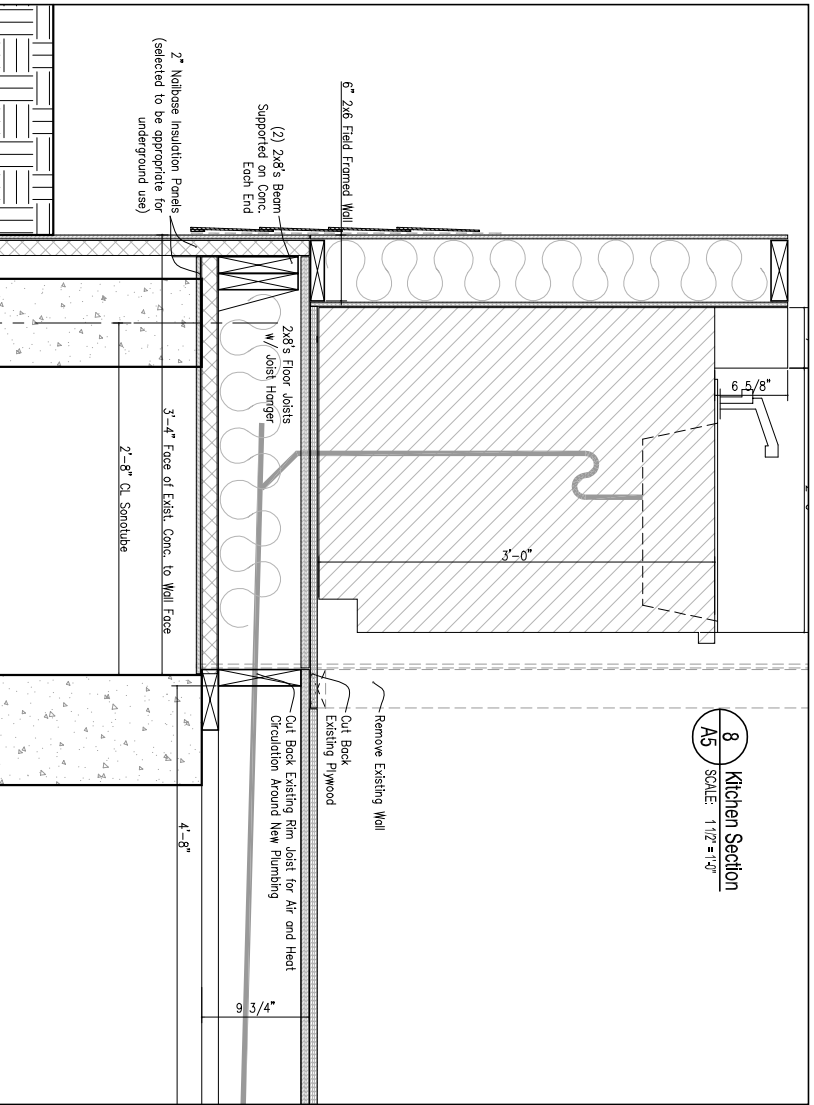 6" 2x6 Field Framed Wall
(2) 2x8's Beam
Supported on Conc.
Each End
2" Nailbase Insulation Panels
(selected to be appropriate for
underground use)
2x8's Floor Joists
w/ Joist Hanger
3'-4" Face of Exist. Conc. to Wall Face
2'-8" CL Sonotube
6 5/8"
3'-0"
Remove Existing Wall
Cut Back
Existing Plywood
Cut Back Existing Rim Joist for Air and Heat
Circulation Around New Plumbing
4'-8"
9 3/4"
8
A5
Kitchen Section
SCALE: 1 1/2" = 1'-0"